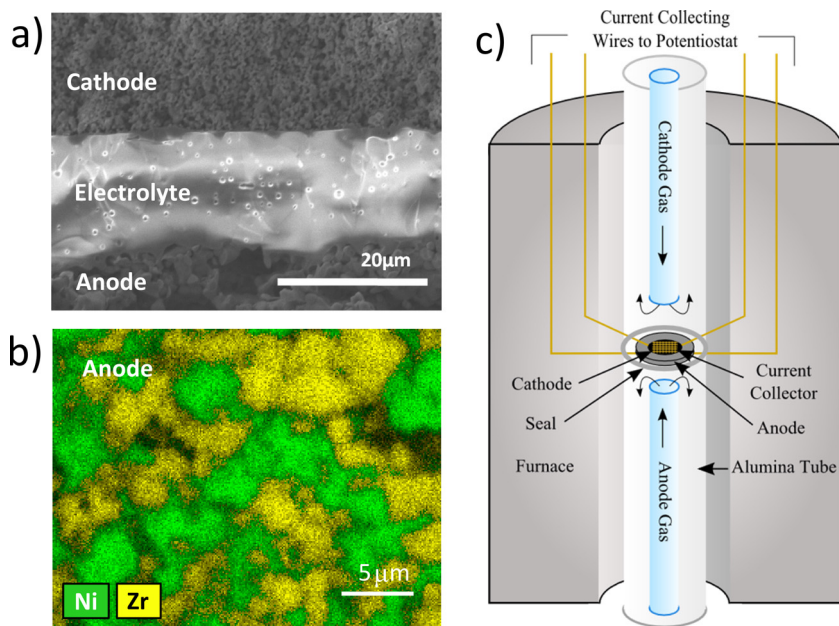 a)
Cathode
Electrolyte
20μm
Anode
b)
Anode
5μm
Ni
Zr
c)
Current Collecting
Wires to Potentiostat
Cathode Gas
Cathode
Current
Collector
Seal
Anode
Furnace
Anode Gas
Alumina Tube